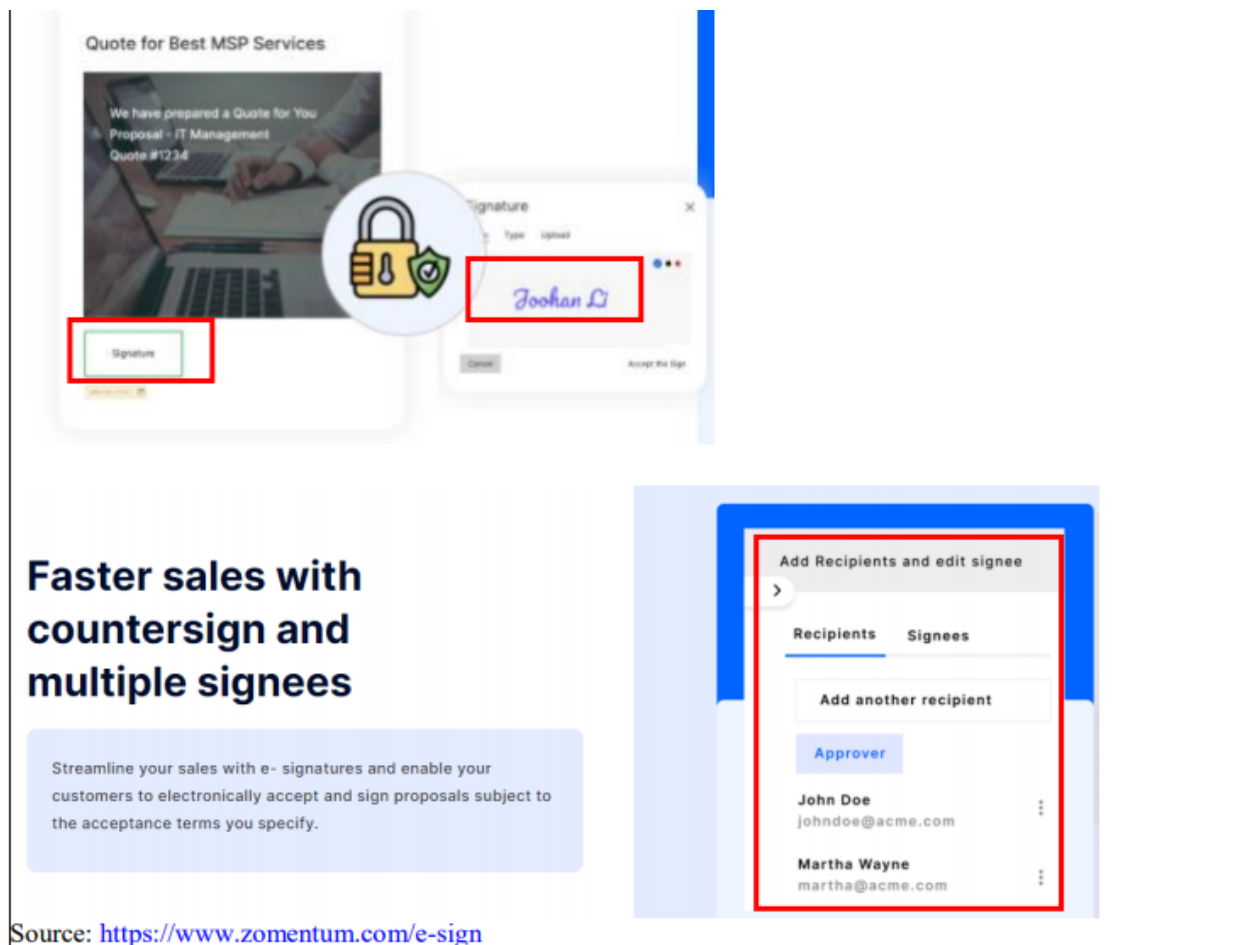 Quote for Best MSP Services
We have prepared a Quote for You
Proposal - IT Management
Quote #1234
Signature
Signature
Type Upload
Joohan Li
Cancel
Accept the Sign
Faster sales with
countersign and
multiple signees
Streamline your sales with e- signatures and enable your
customers to electronically accept and sign proposals subject to
the acceptance terms you specify.
Add Recipients and edit signee
Recipients Signees
Add another recipient
Approver
John Doe
johndoe@acme.com
Martha Wayne
martha@acme.com
Source: https://www.zomentum.com/e-sign